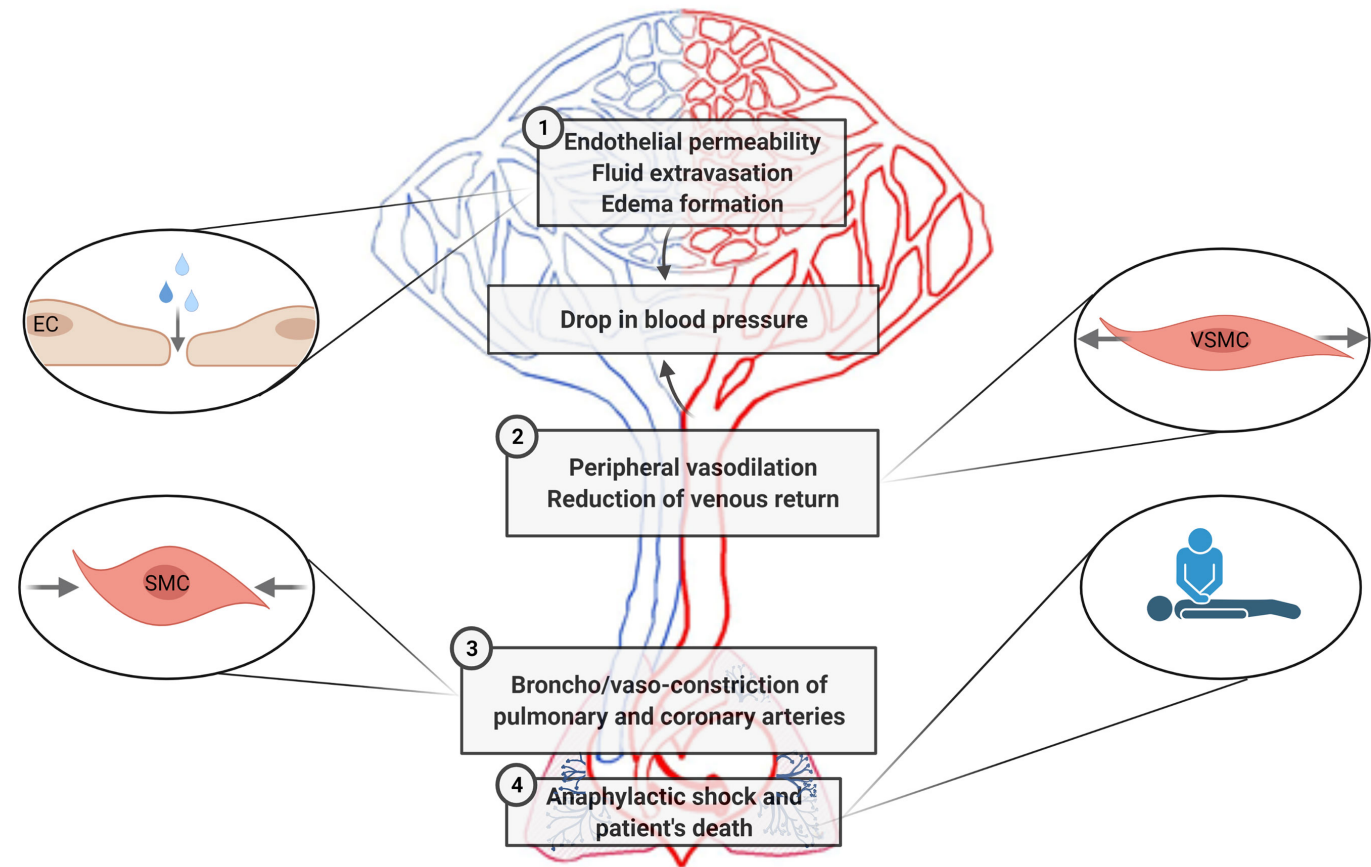 1
Endothelial permeability
Fluid extravasation
Edema formation
EC
Drop in blood pressure
VSMC
2
Peripheral vasodilation
Reduction of venous return
SMC
3
Broncho/vaso-constriction of
pulmonary and coronary arteries
4
Anaphylactic shock and
patient's death